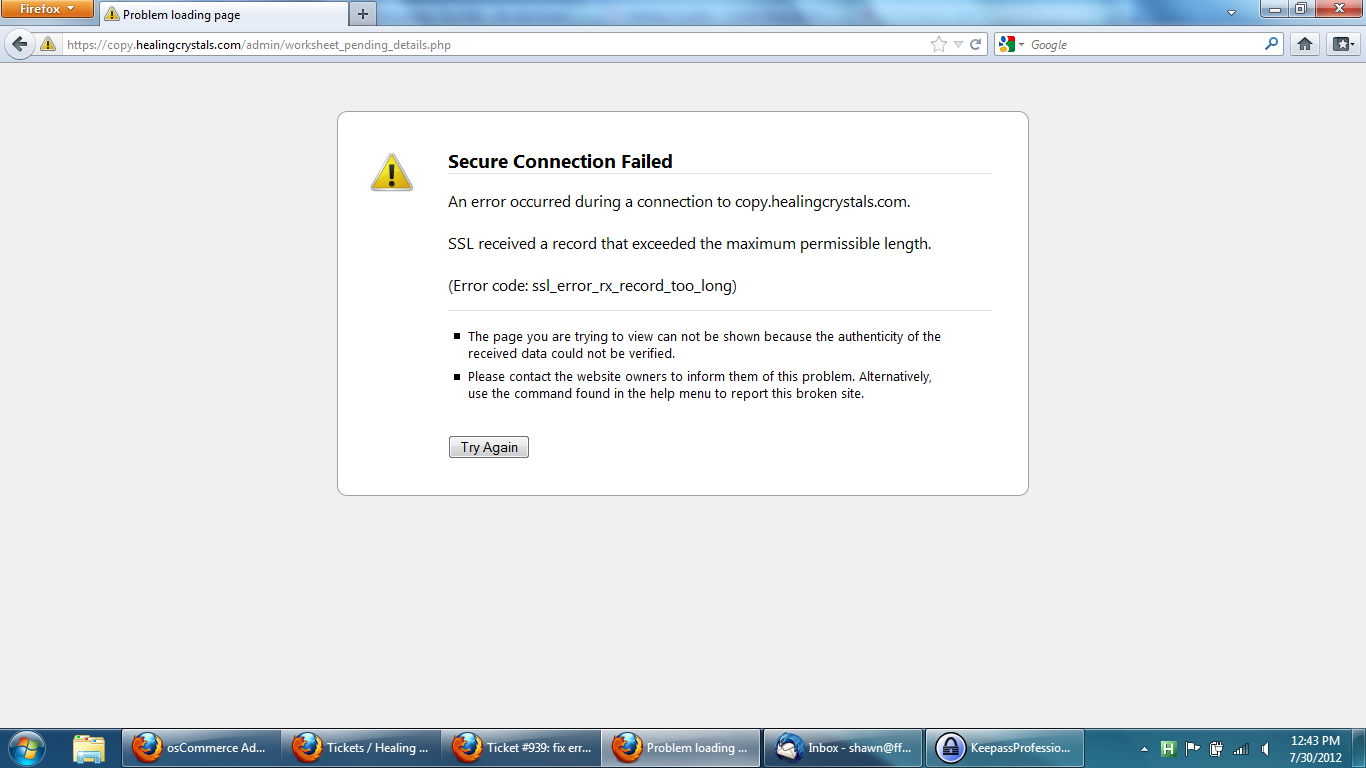 Firefox
Problem loading page
https://copy.healingcrystals.com/admin/worksheet_pending_details.php
Google
Secure Connection Failed
An error occurred during a connection to copy.healingcrystals.com.
SSL received a record that exceeded the maximum permissible length.
(Error code: ssl_error_rx_record_too_long)
The page you are trying to view can not be shown because the authenticity of the
received data could not be verified.
Please contact the website owners to inform them of this problem. Alternatively,
use the command found in the help menu to report this broken site.
Try Again
osCommerce Ad...
Tickets / Healing ...
Ticket #939: fix err...
Problem loading ...
Inbox - shawn@ff...
KeepassProfessio...
H
12:43 PM
7/30/2012